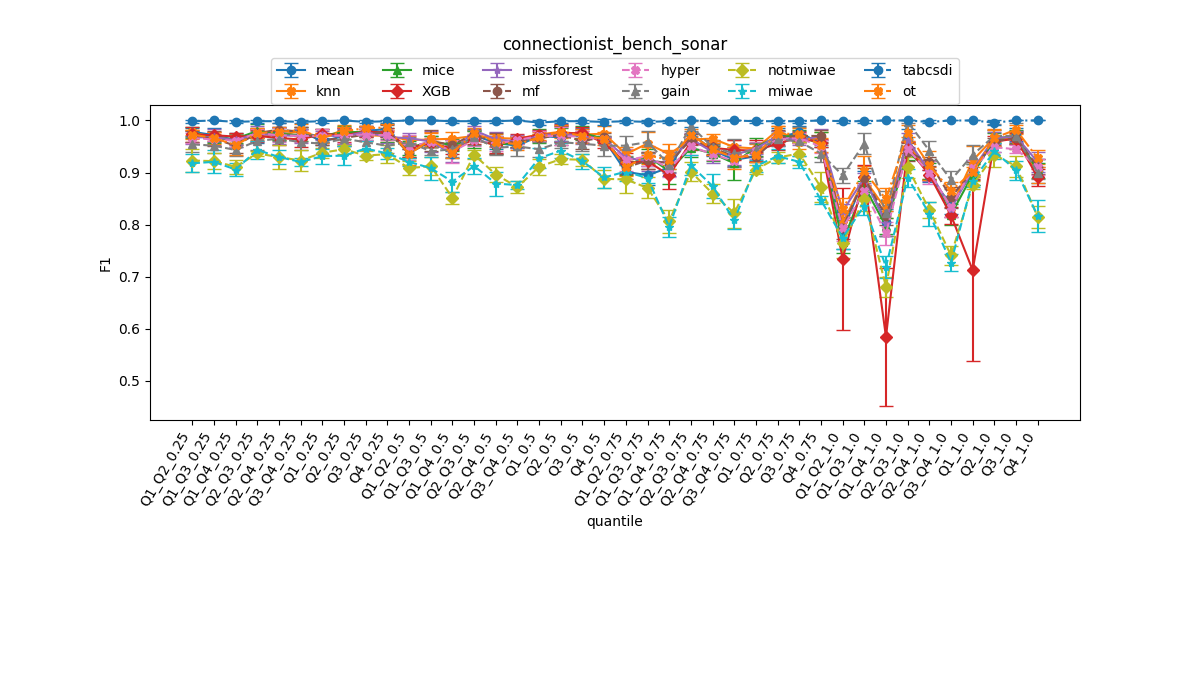 connectionist_bench_sonar
mean mice missforest hyper notmiwae tabcsdi
knn XGB mf gain miwae ot
1.0
0.9
0.8
0.7
0.6
0.5
F1
Q1_Q2_0.25
Q1_Q3_0.25
Q1_Q4_0.25
Q2_Q3_0.25
Q2_Q4_0.25
Q3_Q4_0.25
Q1_0.25
Q2_0.25
Q3_0.25
Q4_0.25
Q1_Q2_0.5
Q1_Q3_0.5
Q1_Q4_0.5
Q2_Q3_0.5
Q2_Q4_0.5
Q3_Q4_0.5
Q1_0.5
Q2_0.5
Q3_0.5
Q4_0.5
Q1_Q2_0.75
Q1_Q3_0.75
Q1_Q4_0.75
Q2_Q3_0.75
Q2_Q4_0.75
Q3_Q4_0.75
Q1_0.75
Q2_0.75
Q3_0.75
Q4_0.75
Q1_Q2_1.0
Q1_Q3_1.0
Q1_Q4_1.0
Q2_Q3_1.0
Q2_Q4_1.0
Q3_Q4_1.0
Q1_1.0
Q2_1.0
Q3_1.0
Q4_1.0
quantile